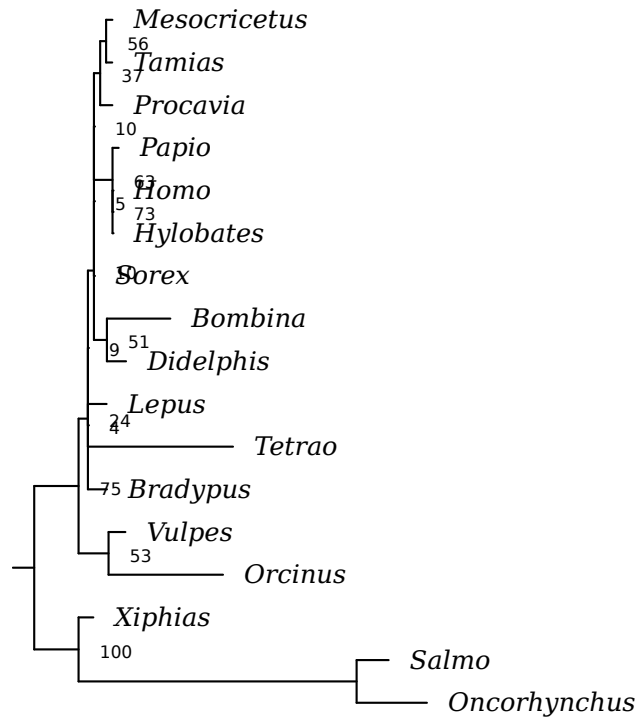 Mesocricetus
56
Tamias
37
Procavia
10
Papio
63
Homo
5
73
Hylobates
Sorex
10
Bombina
51
9
Didelphis
Lepus
24
4
Tetrao
75
Bradypus
Vulpes
53
Orcinus
Xiphias
100
Salmo
Oncorhynchus